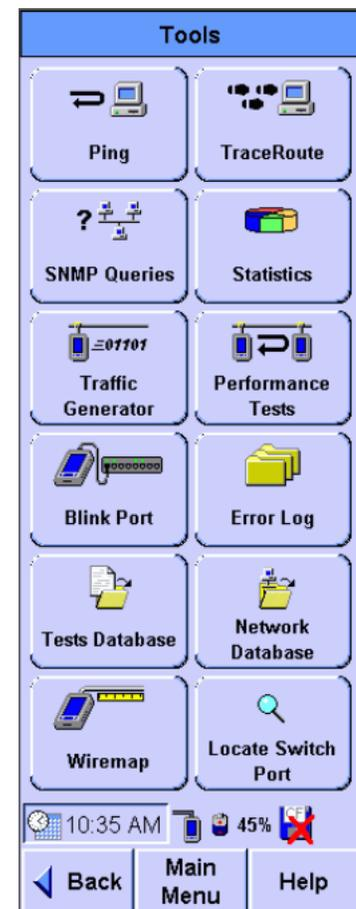 Tools
Ping
TraceRoute
?
SNMP Queries
Statistics
01101
Traffic
Generator
Performance
Tests
Blink Port
Error Log
Tests Database
Network
Database
Wiremap
Locate Switch
Port
10:35 AM
45%
CF
Back
Main
Menu
Help